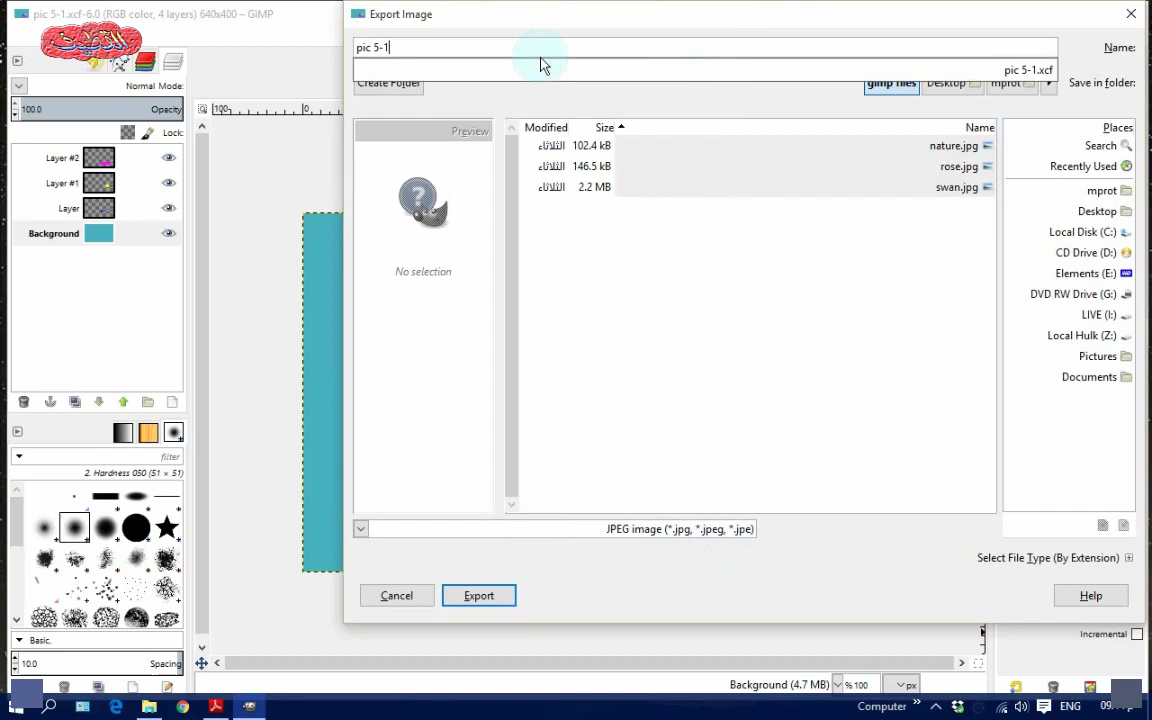 pic 5-1.xcf-6.0 (RGB color, 4 layers) 640x400 – GIMP
Export Image
pic 5-1
Name:
pic 5-1.xcf
Create Folder
gimp files
Desktop
mprot
Save in folder:
Normal
Mode:
100.0
Opacity
Lock:
Layer #2
Layer #1
Layer
Background
100
0
Preview
No selection
Modified
Size
Name
الثلاثاء
102.4 kB
nature.jpg
الثلاثاء
146.5 kB
rose.jpg
الثلاثاء
2.2 MB
swan.jpg
Places
Search
Recently Used
mprot
Desktop
Local Disk (C:)
CD Drive (D:)
Elements (E:)
DVD RW Drive (G:)
LIVE (I:)
Local Hulk (Z:)
Pictures
Documents
JPEG image (*.jpg, *.jpeg, *.jpe)
Select File Type (By Extension)
Cancel
Export
Help
filter
2. Hardness 050 (51 × 51)
Basic,
10.0
Spacing
Incremental
Background (4.7 MB)
% 100
px
Computer
ENG